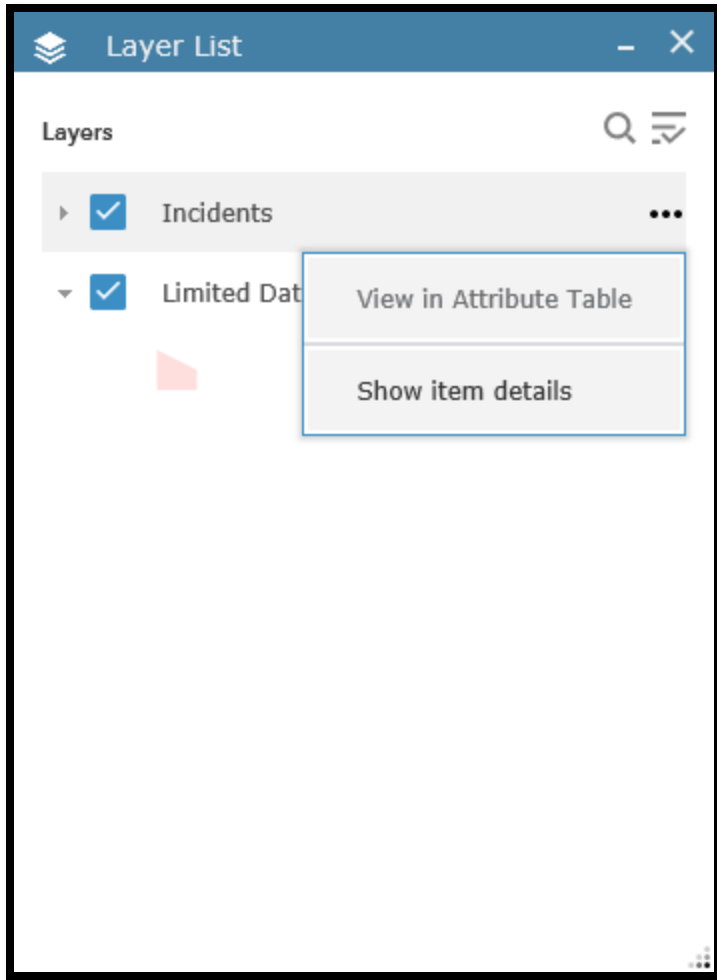 Layer List
Layers
Incidents
Limited Dat
View in Attribute Table
Show item details